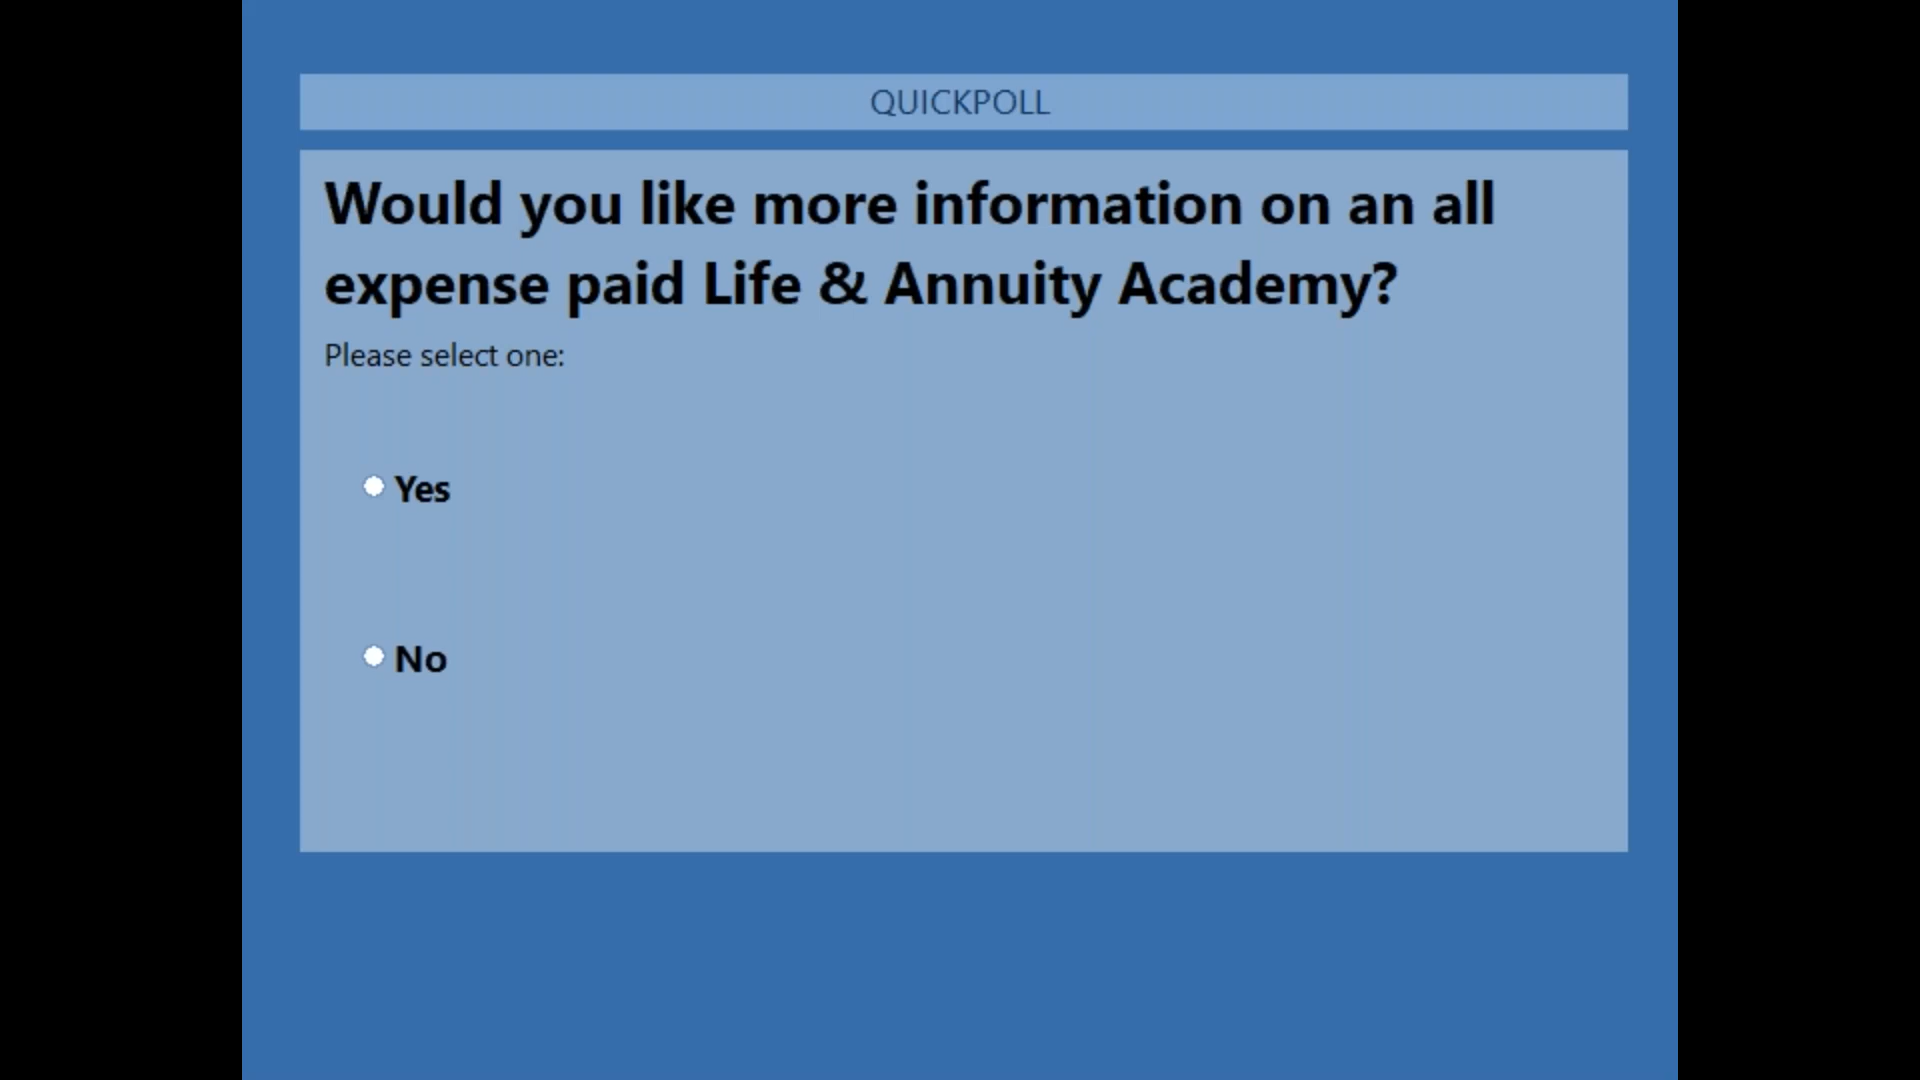 QUICKPOLL
Would you like more information on an all
expense paid Life & Annuity Academy?
Please select one:
Yes
No